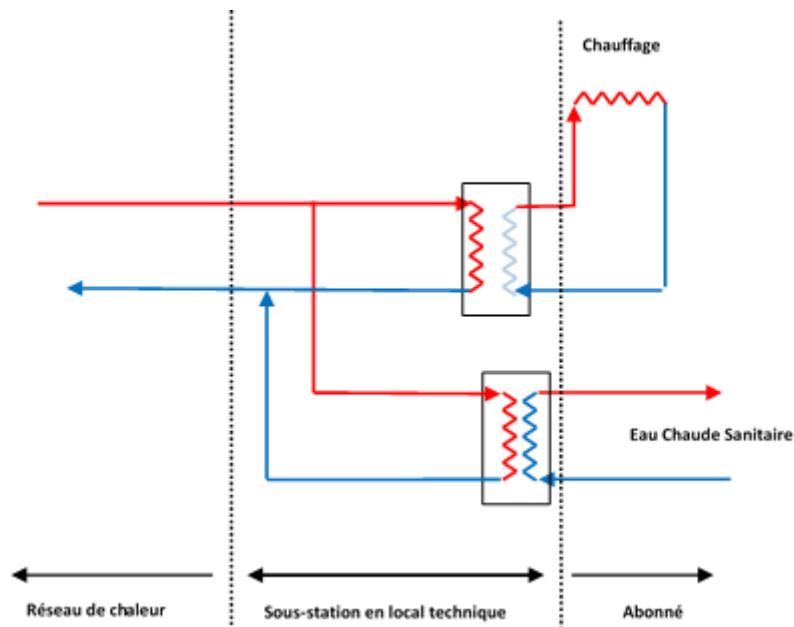 Chauffage
Eau Chaude Sanitaire
Réseau de chaleur
Sous-station en local technique
Abonné